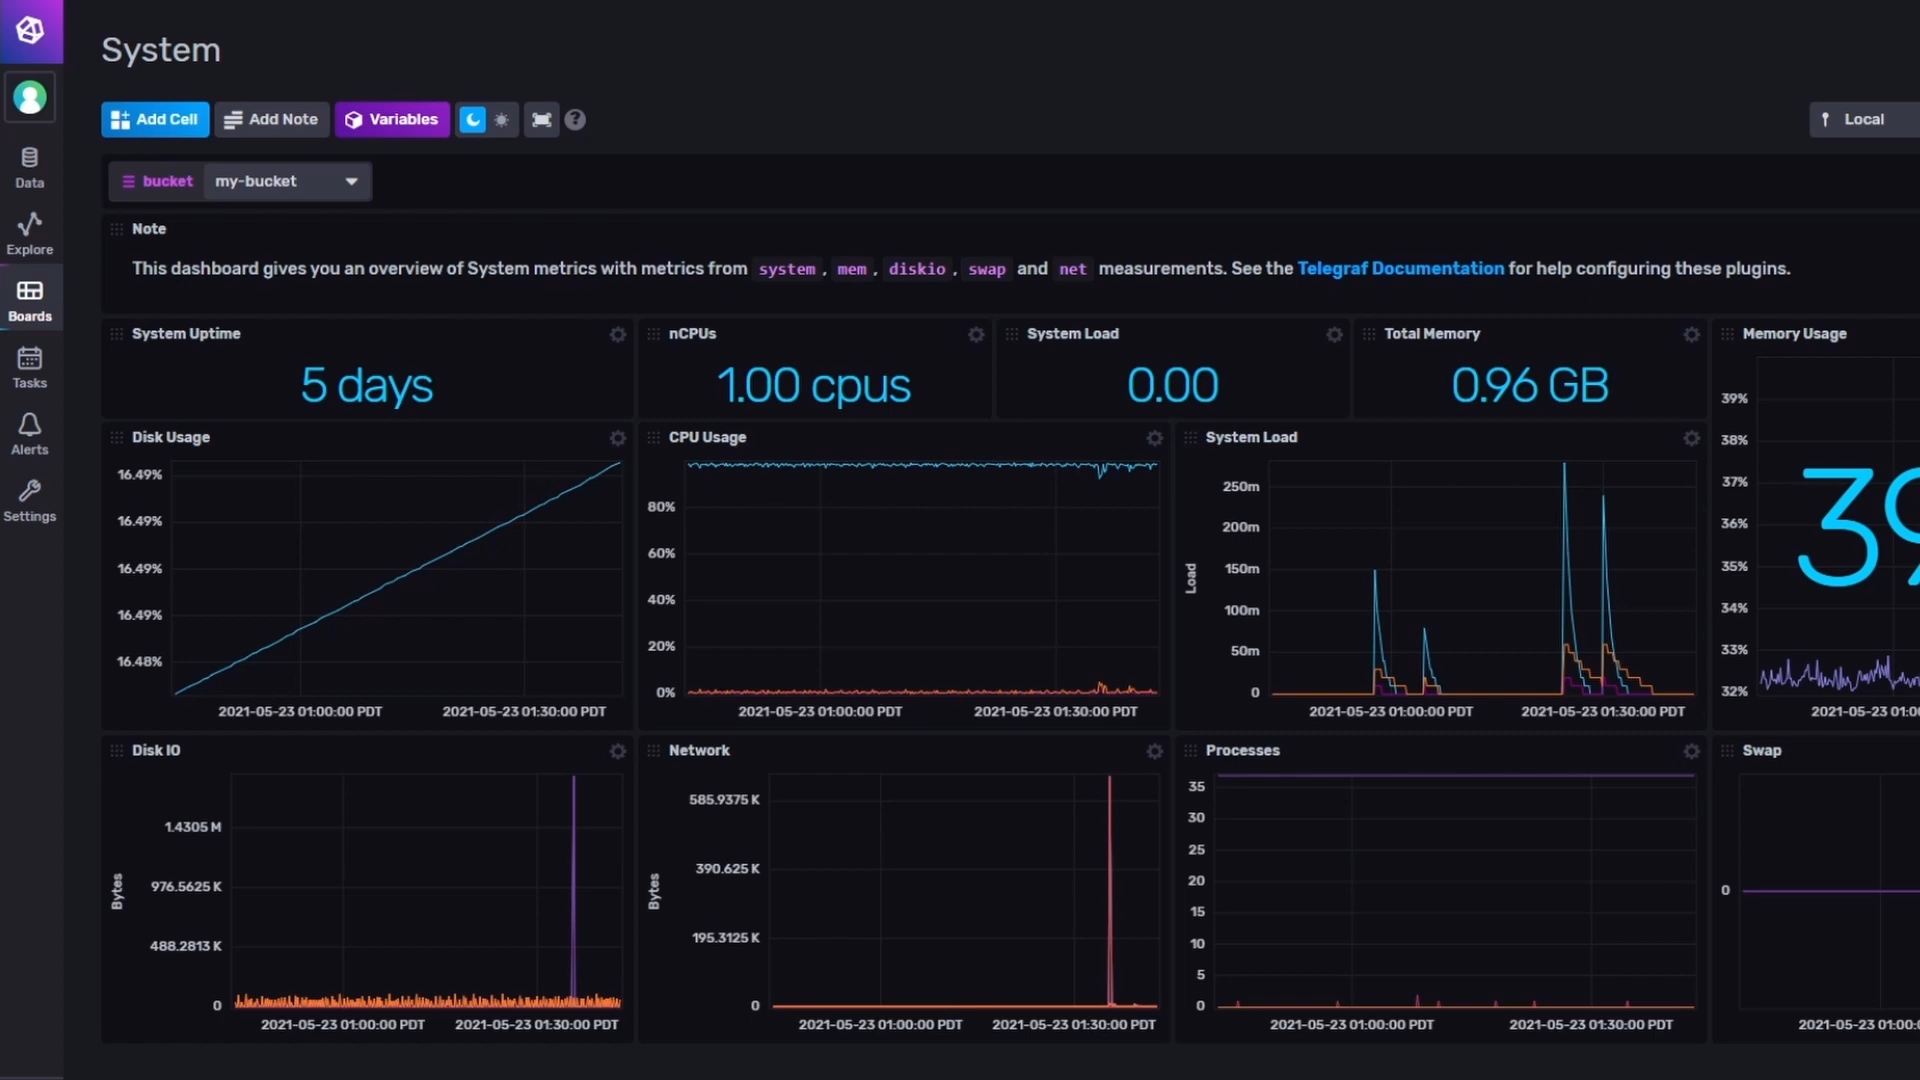 System
Add Cell
Add Note
Variables
?
Local
Data
Explore
Boards
Tasks
Alerts
Settings
bucket
my-bucket
Note
This dashboard gives you an overview of System metrics with metrics from system , mem , diskio , swap and net measurements. See the Telegraf Documentation for help configuring these plugins.
System Uptime
5 days
nCPUs
1.00 cpus
System Load
0.00
Total Memory
0.96 GB
Memory Usage
39%
38%
37%
36%
35%
34%
33%
32%
39
2021-05-23 01:0
Disk Usage
16.49%
16.49%
16.49%
16.49%
16.48%
2021-05-23 01:00:00 PDT
2021-05-23 01:30:00 PDT
CPU Usage
80%
60%
40%
20%
0%
2021-05-23 01:00:00 PDT
2021-05-23 01:30:00 PDT
System Load
Load
250m
200m
150m
100m
50m
0
2021-05-23 01:00:00 PDT
2021-05-23 01:30:00 PDT
Disk IO
Bytes
1.4305 M
976.5625 K
488.2813 K
0
2021-05-23 01:00:00 PDT
2021-05-23 01:30:00 PDT
Network
Bytes
585.9375 K
390.625 K
195.3125 K
0
2021-05-23 01:00:00 PDT
2021-05-23 01:30:00 PDT
Processes
35
30
25
20
15
10
5
0
2021-05-23 01:00:00 PDT
2021-05-23 01:30:00 PDT
Swap
0
2021-05-23 01:00: